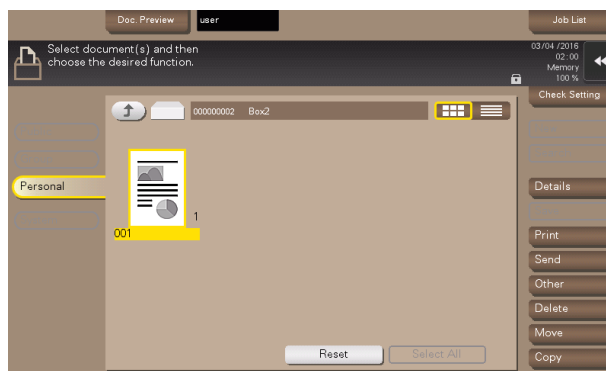 Doc. Preview
user
Job List
Select document(s) and then
choose the desired function.
03/04 /2016
02:00
Memory
100 %
Check Setting
000000002 Box2
Personal
1
001
Details
Print
Send
Other
Delete
Move
Copy
Reset
Select All